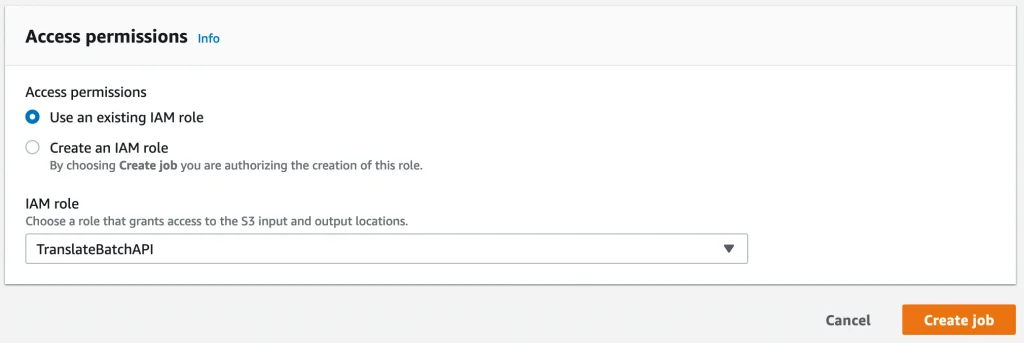 Access permissions Info
Access permissions
Use an existing IAM role
Create an IAM role
By choosing Create job you are authorizing the creation of this role.
IAM role
Choose a role that grants access to the S3 input and output locations.
TranslateBatchAPI
Cancel Create job